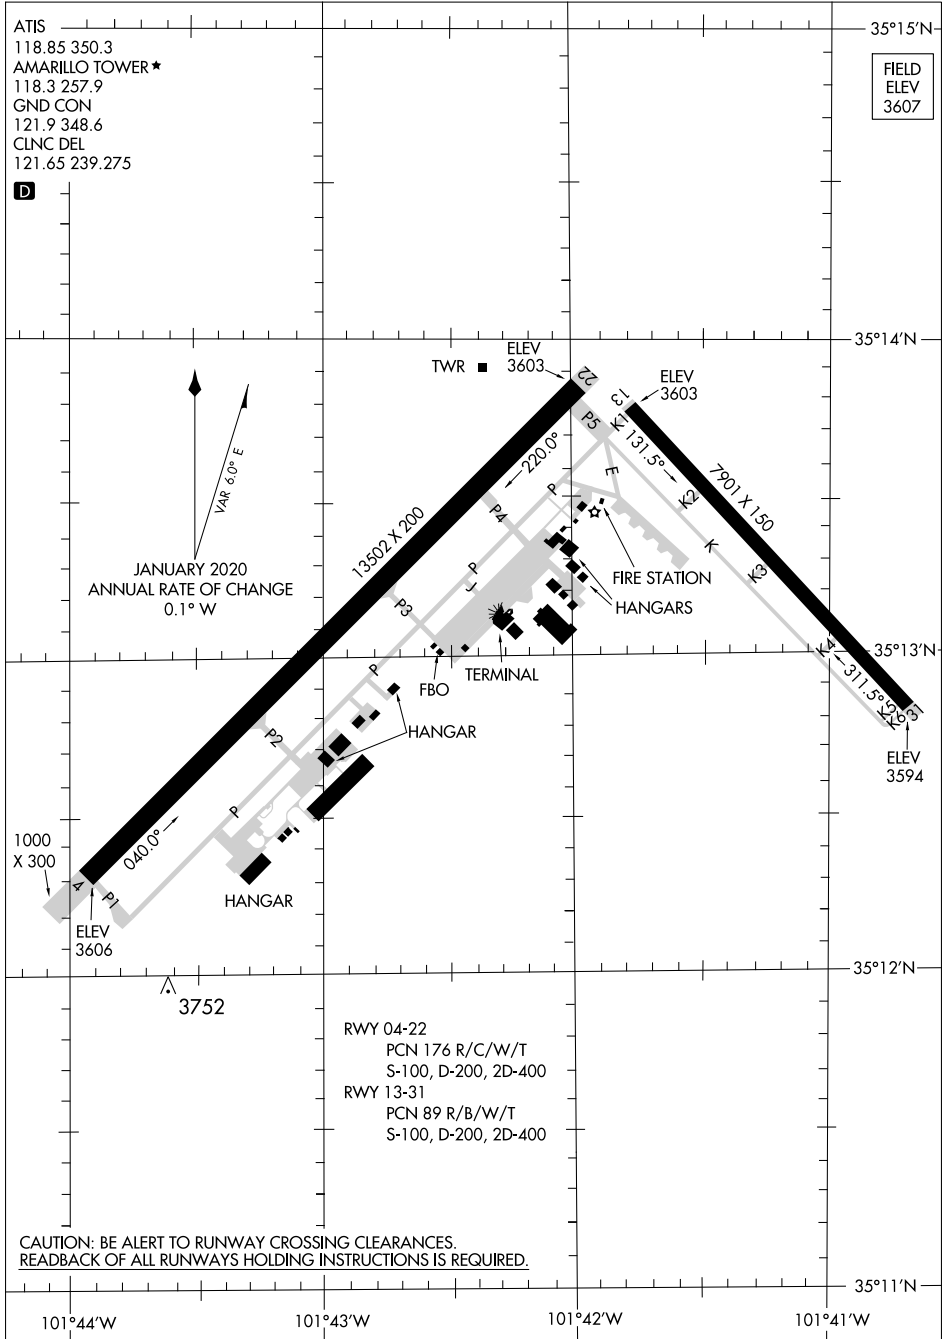 ATIS
118.85 350.3
AMARILLO TOWER★
118.3 257.9
GND CON
121.9 348.6
CLNC DEL
121.65 239.275
D
35°15'N
FIELD
ELEV
3607
35°14'N
TWR
ELEV
3603
22
ELEV
3603
13
P5
K1
131.5°
220.0°
7901 X 150
K2
E
P
P4
VAR 6.0° E
13502 X 200
K
JANUARY 2020
ANNUAL RATE OF CHANGE
0.1° W
P
J
FIRE STATION
K3
P3
HANGARS
35°13'N
K4
TERMINAL
FBO
P
311.5°
K5
K6
31
HANGAR
P2
ELEV
3594
P
040.0°
1000
X 300
4
P1
HANGAR
ELEV
3606
35°12'N
3752
RWY 04-22
PCN 176 R/C/W/T
S-100, D-200, 2D-400
RWY 13-31
PCN 89 R/B/W/T
S-100, D-200, 2D-400
CAUTION: BE ALERT TO RUNWAY CROSSING CLEARANCES.
READBACK OF ALL RUNWAYS HOLDING INSTRUCTIONS IS REQUIRED.
35°11'N
101°44'W
101°43'W
101°42'W
101°41'W